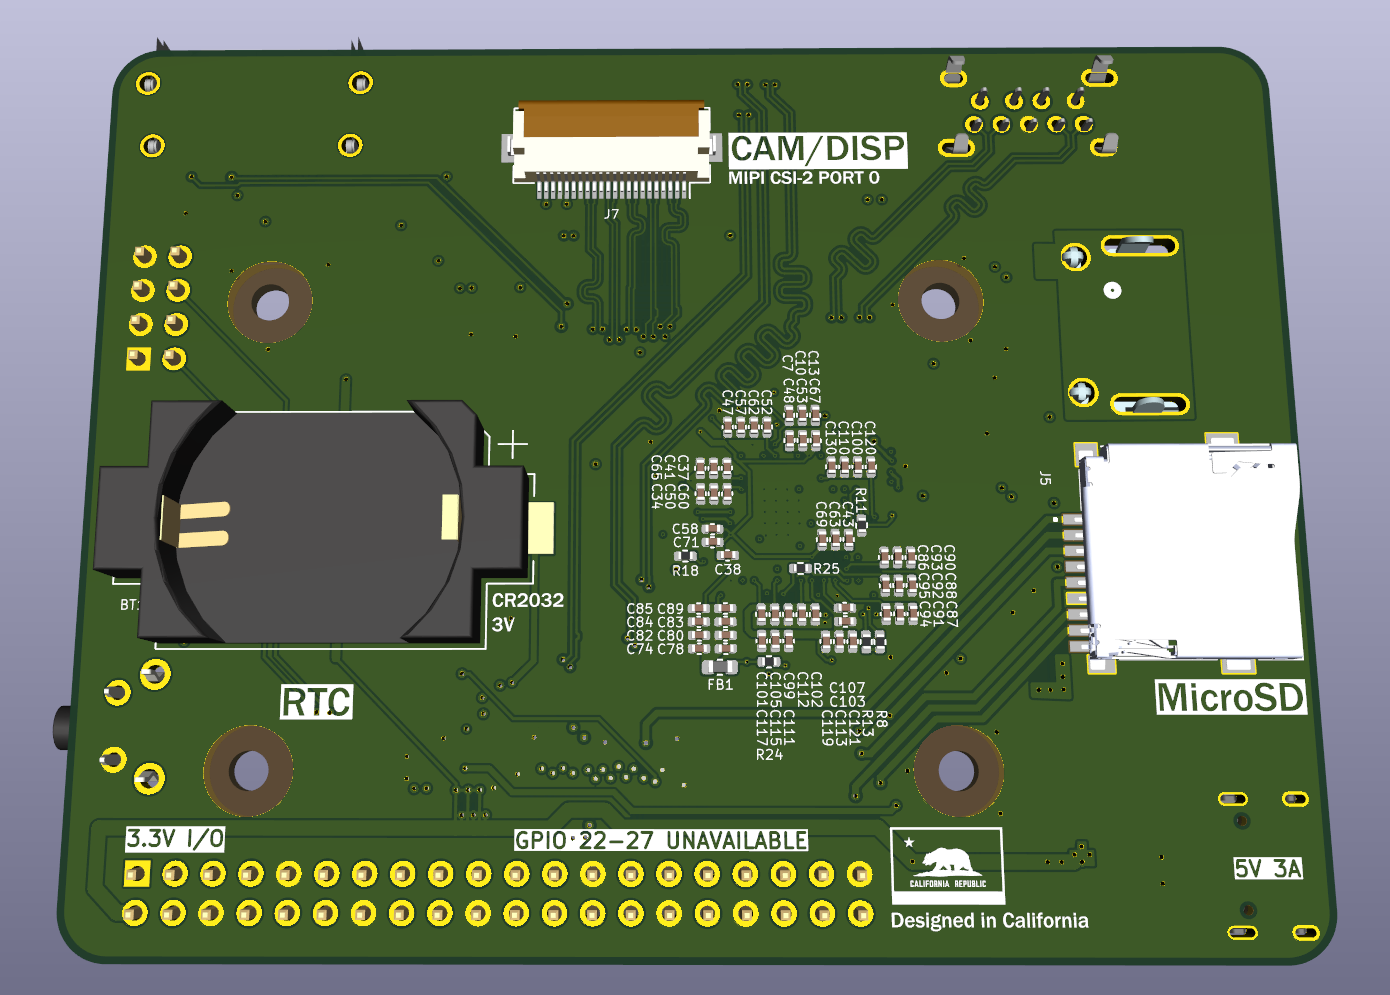 CAM/DISP
MIPI CSI-2 PORT 0
J7
C7 C48
C10 C53
C13 C67
C47
C57
C62
C52
C130
C110
C100
C120
C65 C34
C41 C50
C37 C60
J5
R11
C69
C63
C43
C58
C71
R18
C38
R25
C86 C95 C94
C93 C92 C91
C90 C88 C87
+
CR2032
3V
C85 C89
C84 C83
C82 C80
C74 C78
FB1
C101 C117
C105 C115
C99 C111
C112
C102
C107
C103
C119
C113
C121
R13
R8
R24
RTC
MicroSD
3.3V I/O
GPIO 22-27 UNAVAILABLE
CALIFORNIA REPUBLIC
Designed in California
5V 3A